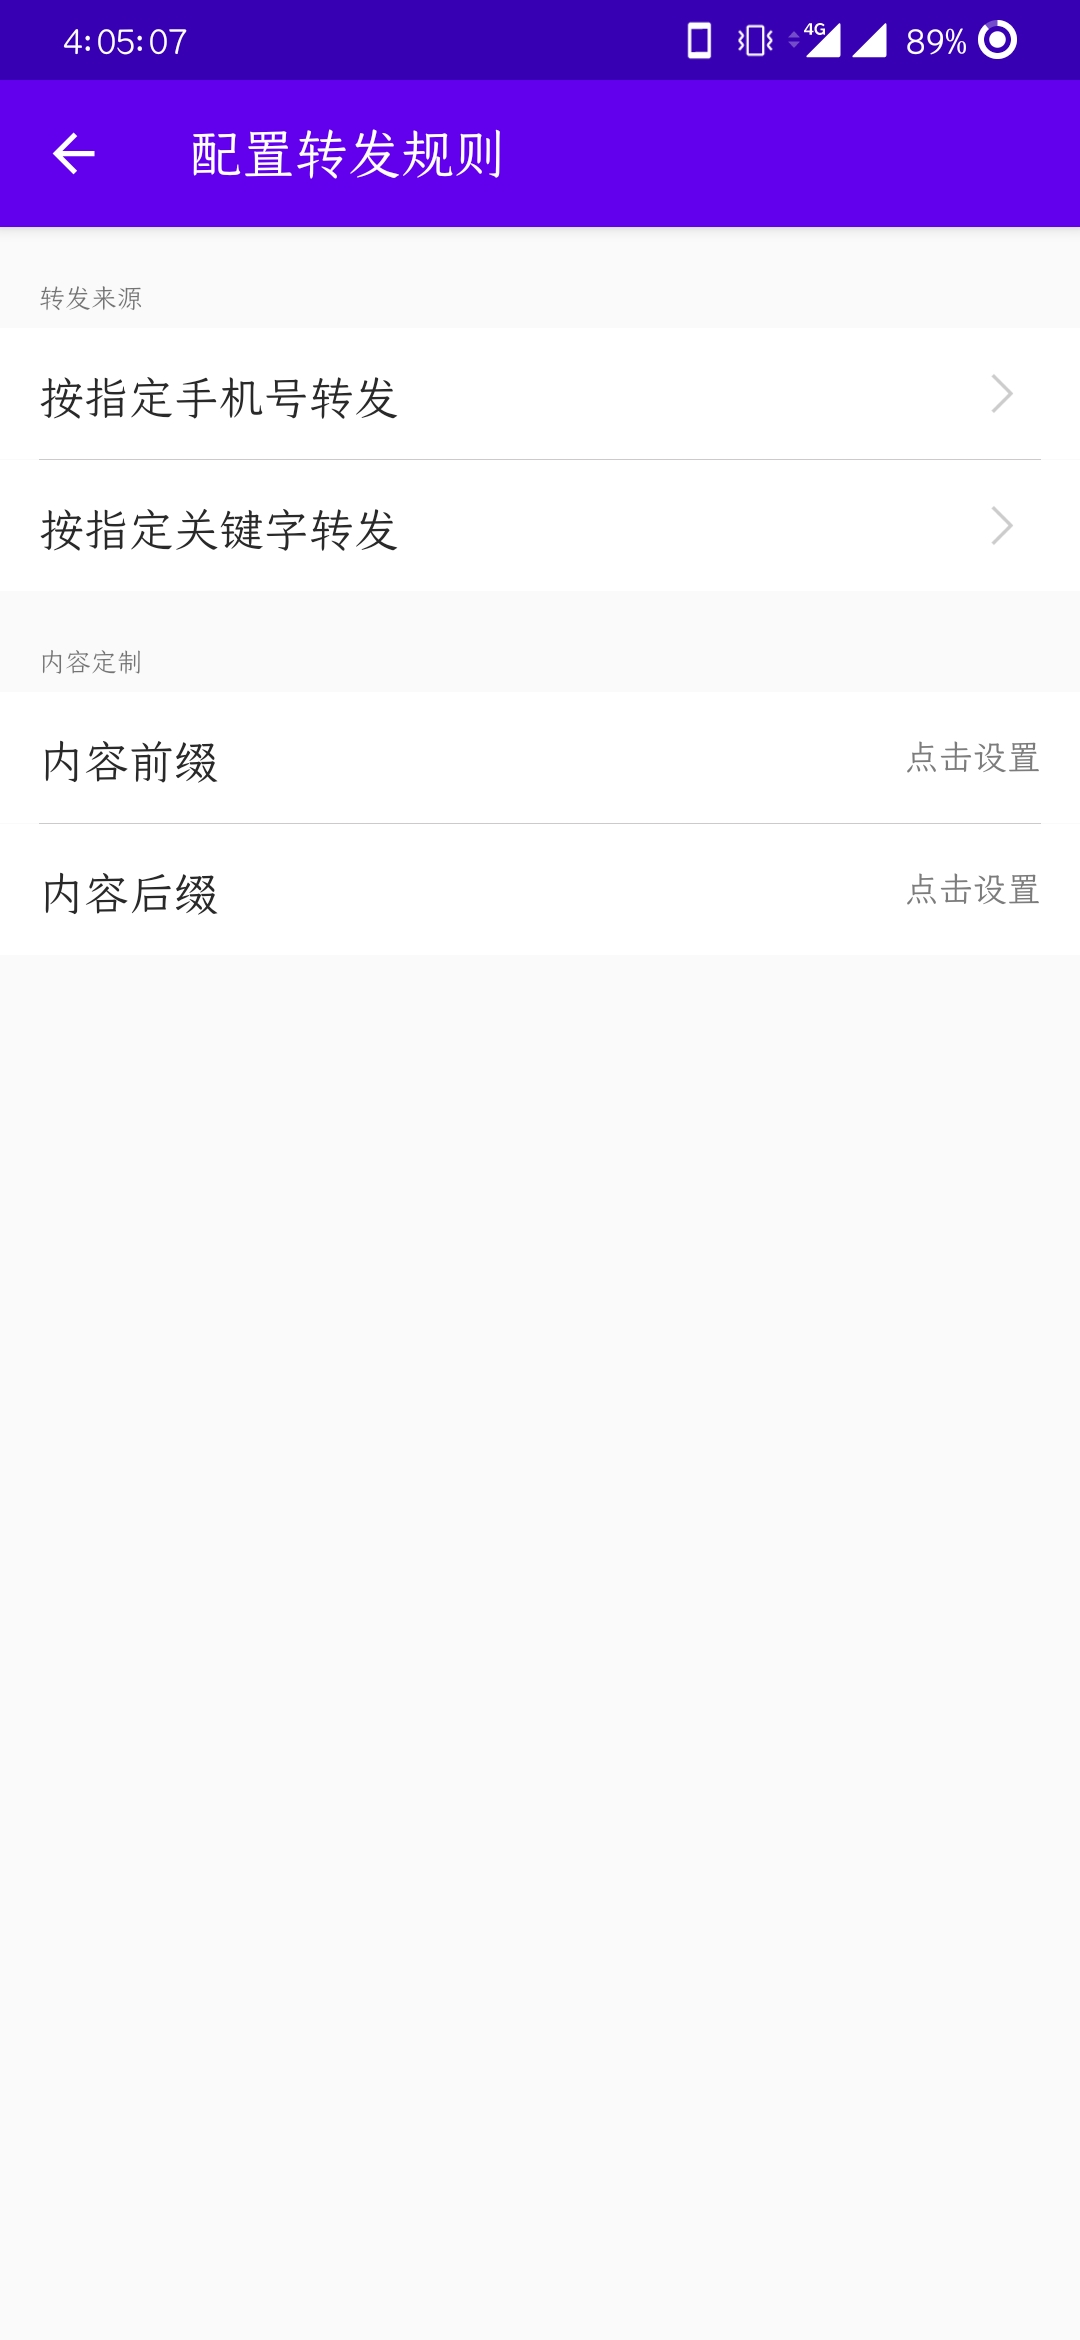 4:05:07 4G 89%
配置转发规则
转发来源
按指定手机号转发
按指定关键字转发
内容定制
内容前缀 点击设置
内容后缀 点击设置